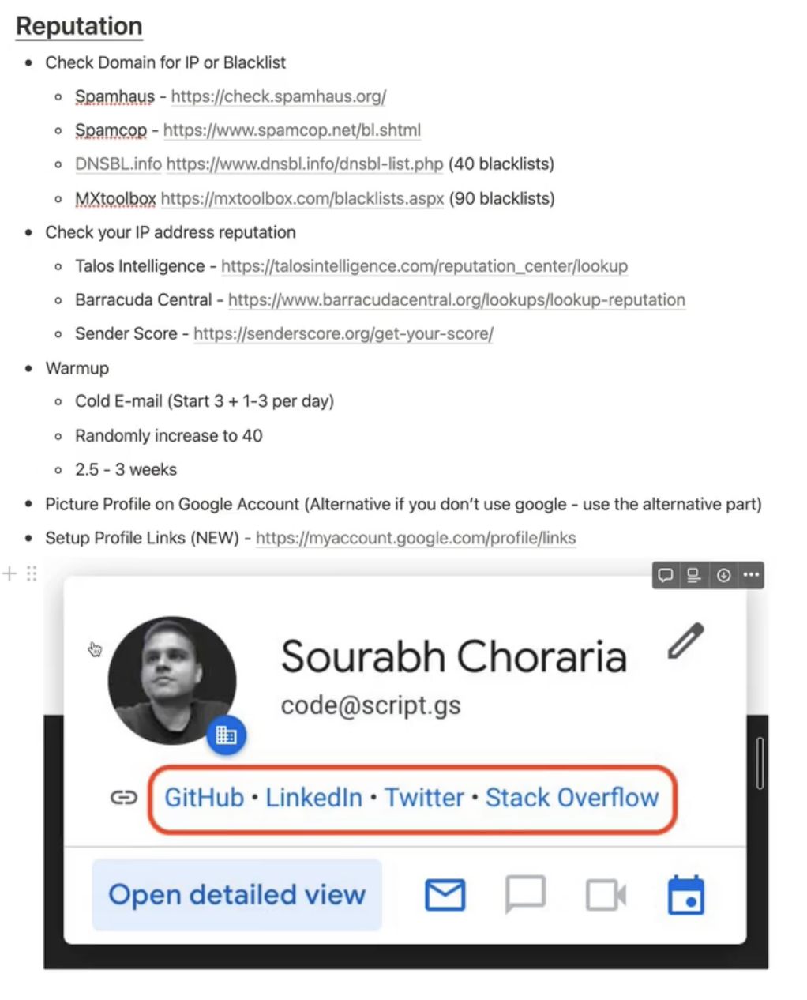 Reputation
• Check Domain for IP or Blacklist
◦ Spamhaus - https://check.spamhaus.org/
◦ Spamcop - https://www.spamcop.net/bl.shtml
◦ DNSBL.info https://www.dnsbl.info/dnsbl-list.php (40 blacklists)
◦ MXtoolbox https://mxtoolbox.com/blacklists.aspx (90 blacklists)
• Check your IP address reputation
◦ Talos Intelligence - https://talosintelligence.com/reputation_center/lookup
◦ Barracuda Central - https://www.barracudacentral.org/lookups/lookup-reputation
◦ Sender Score - https://senderscore.org/get-your-score/
• Warmup
◦ Cold E-mail (Start 3 + 1-3 per day)
◦ Randomly increase to 40
◦ 2.5 - 3 weeks
• Picture Profile on Google Account (Alternative if you don't use google - use the alternative part)
• Setup Profile Links (NEW) - https://myaccount.google.com/profile/links
Sourabh Choraria
code@script.gs
GitHub • LinkedIn • Twitter • Stack Overflow
Open detailed view